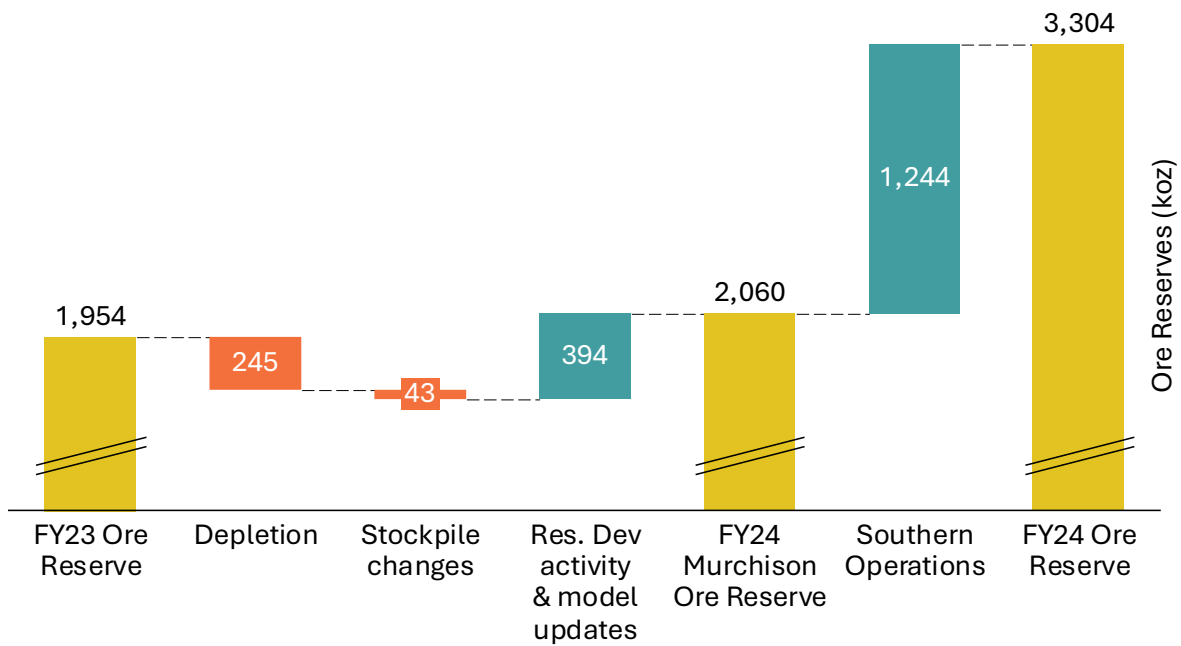 3,304
1,244
2,060
1,954
394
245
43
Ore Reserves (koz)
FY23 Ore
Reserve
Depletion
Stockpile
changes
Res. Dev
activity
& model
updates
FY24
Murchison
Ore Reserve
Southern
Operations
FY24 Ore
Reserve